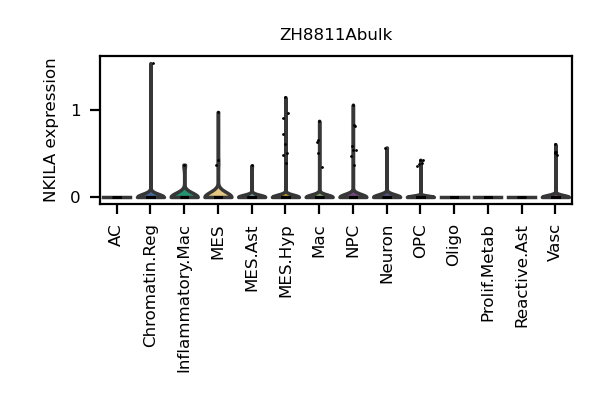 ZH8811Abulk
NKILA expression
1
0
AC
Chromatin.Reg
Inflammatory.Mac
MES
MES.Ast
MES.Hyp
Mac
NPC
Neuron
OPC
Oligo
Prolif.Metab
Reactive.Ast
Vasc